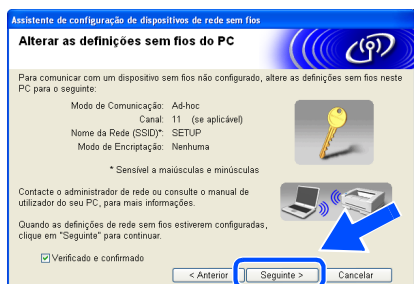 Assistente de configuração de dispositivos de rede sem fios
Alterar as definições sem fios do PC
Para comunicar com um dispositivo sem fios não configurado, altere as definições sem fios neste
PC para o seguinte:
Modo de Comunicação: Ad-hoc
Canal: 11 (se aplicável)
Nome da Rede (SSID)*: SETUP
Modo de Encriptação: Nenhuma
* Sensível a maiúsculas e minúsculas
Contacte o administrador de rede ou consulte o manual de
utilizador do seu PC, para mais informações.
Quando as definições de rede sem fios estiverem configuradas,
clique em "Seguinte" para continuar.
Verificado e confirmado
< Anterior
Seguinte >
Cancelar